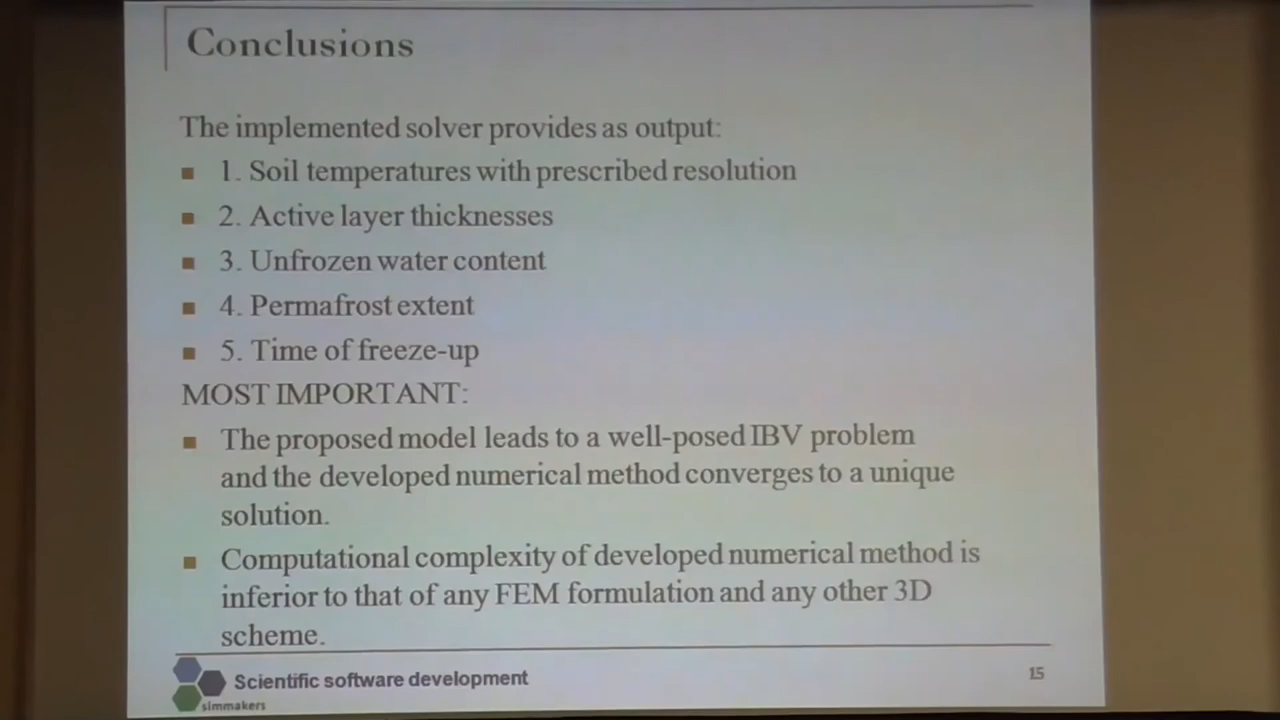 Conclusions
The implemented solver provides as output:
1. Soil temperatures with prescribed resolution
2. Active layer thicknesses
3. Unfrozen water content
4. Permafrost extent
5. Time of freeze-up
MOST IMPORTANT:
The proposed model leads to a well-posed IBV problem
and the developed numerical method converges to a unique
solution.
Computational complexity of developed numerical method is
inferior to that of any FEM formulation and any other 3D
scheme.
Scientific software development
simmakers
15